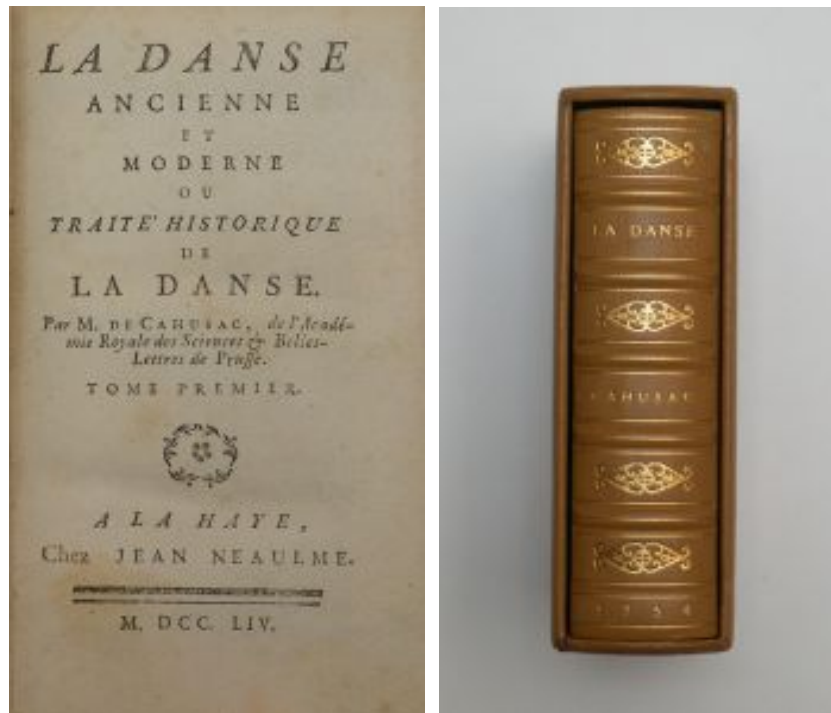 LA DANSE
ANCIENNE
ET
MODERNE
OU
TRAITE' HISTORIQUE
DE
LA DANSE.
Par M. DE CAHUSAC, de l'Acadé-
mie Royale des Sciences & Belles-
Lettres de Prusse.
TOME PREMIER.
A LA HAYE,
Chez JEAN NEAULME.
M. DCC. LIV.
LA DANSE
CAHUSAC
1754